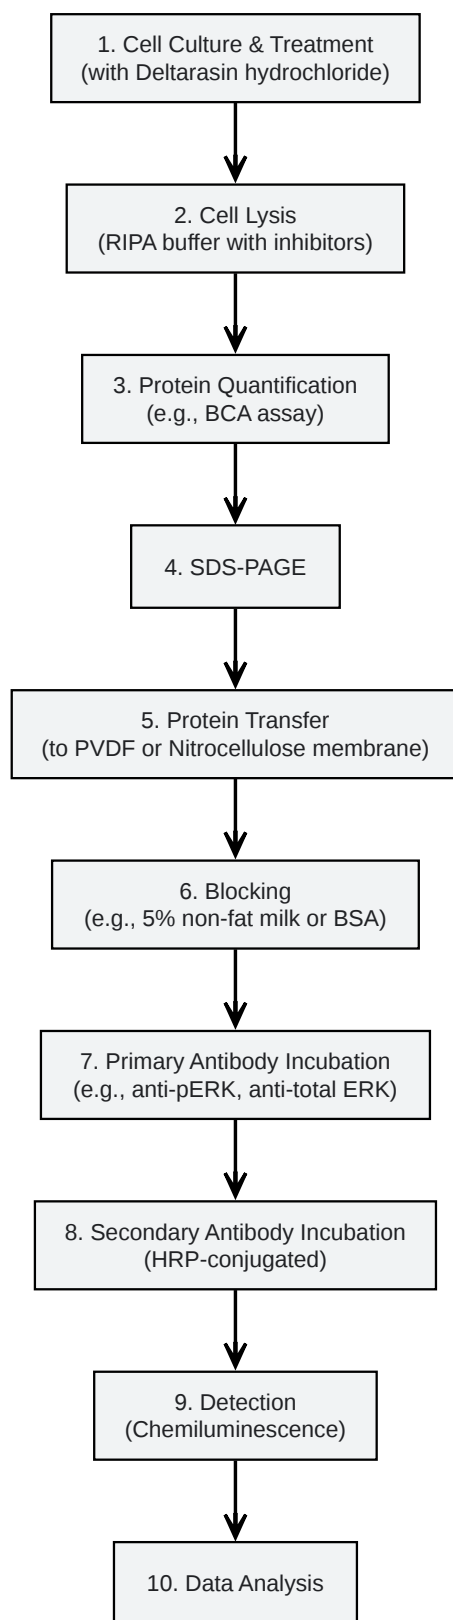 1. Cell Culture & Treatment
(with Deltarasin hydrochloride)
2. Cell Lysis
(RIPA buffer with inhibitors)
3. Protein Quantification
(e.g., BCA assay)
4. SDS-PAGE
5. Protein Transfer
(to PVDF or Nitrocellulose membrane)
6. Blocking
(e.g., 5% non-fat milk or BSA)
7. Primary Antibody Incubation
(e.g., anti-pERK, anti-total ERK)
8. Secondary Antibody Incubation
(HRP-conjugated)
9. Detection
(Chemiluminescence)
10. Data Analysis